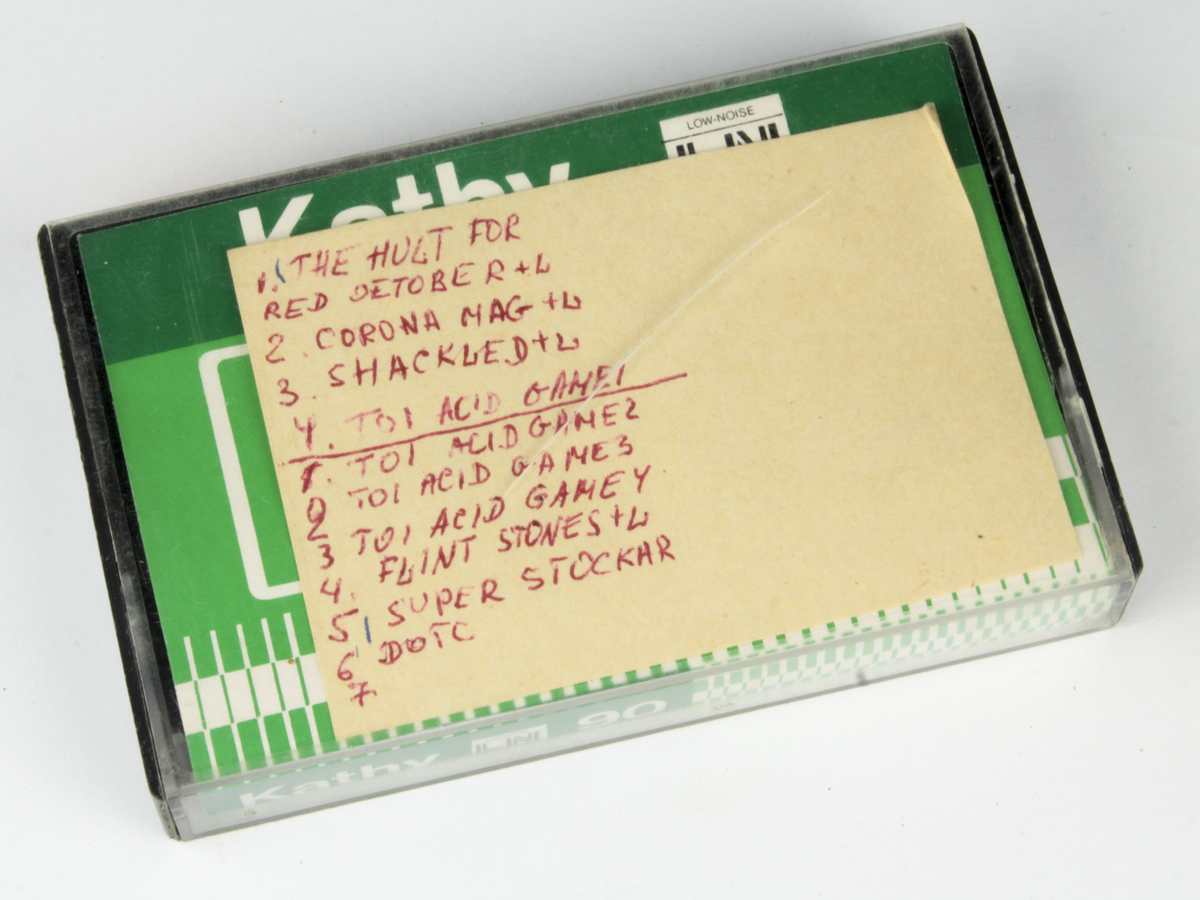 LOW-NOISE
Kathy
1. THE HULT FOR
RED OETOBER+L
2. CORONA MAG+L
3. SHACKLED+L
4. TOI ACID GAME1
1. TOI ACID GAME2
2 TOI ACID GAME3
3 TOI ACID GAME4
4. FLINT STONES+L
5 SUPER STOCKAR
6 DOTC
7.
Kathy 90